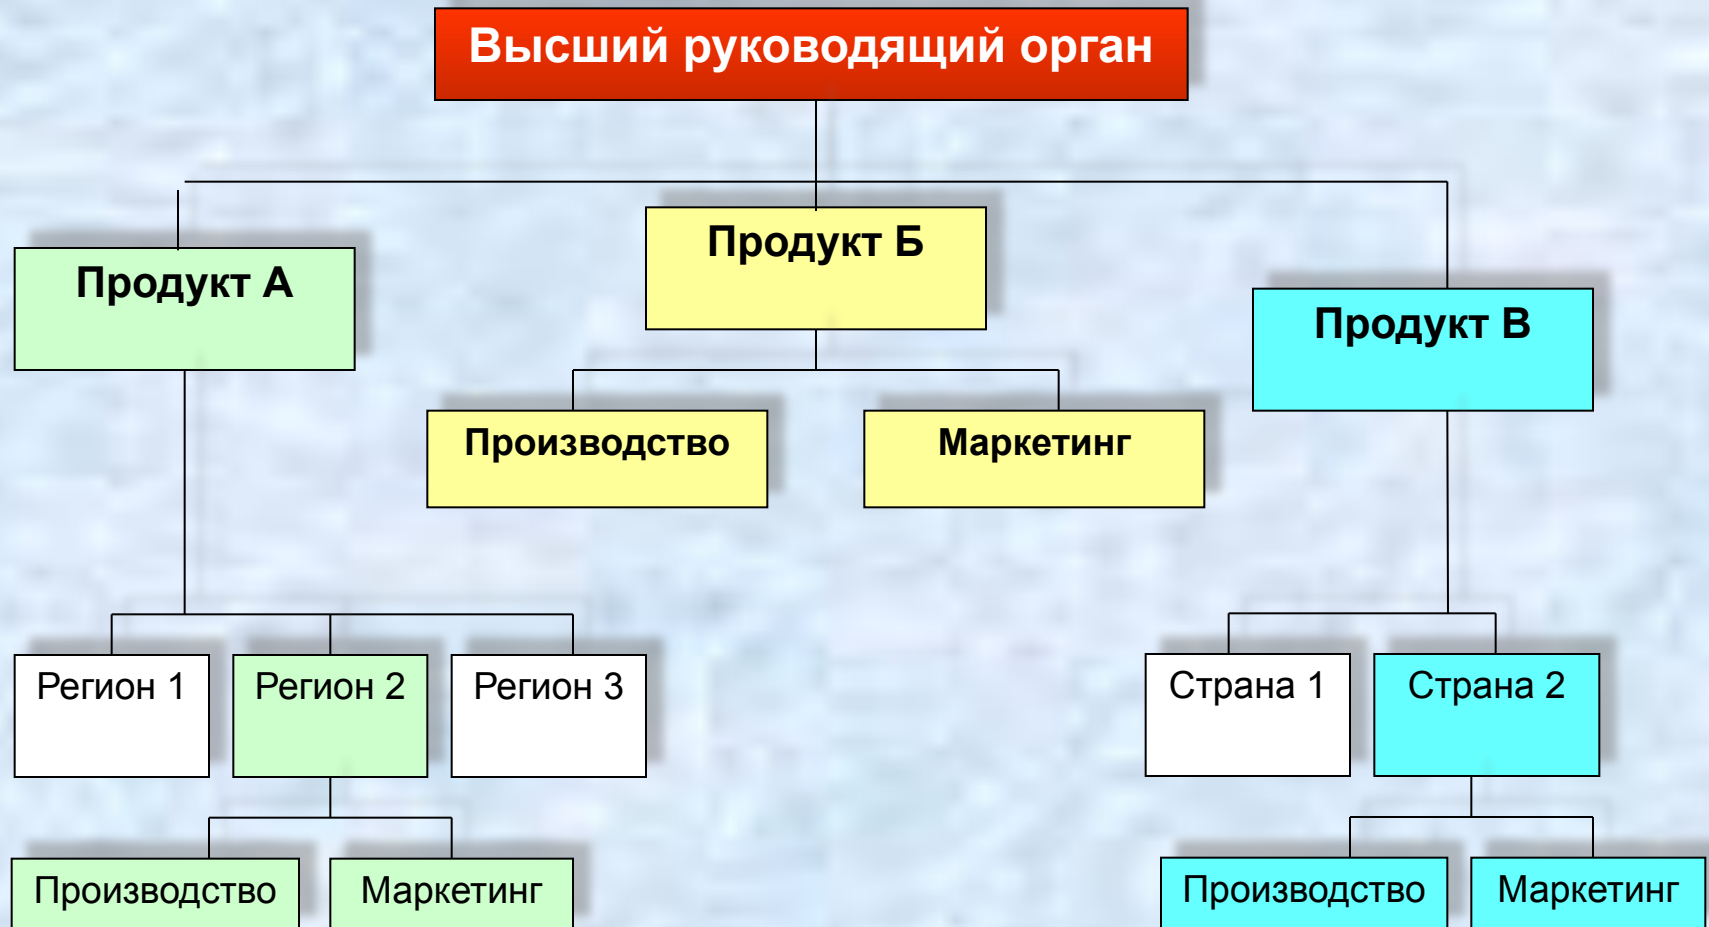 Высший руководящий орган
Продукт А
Продукт Б
Продукт В
Производство
Маркетинг
Регион 1
Регион 2
Регион 3
Страна 1
Страна 2
Производство
Маркетинг
Производство
Маркетинг